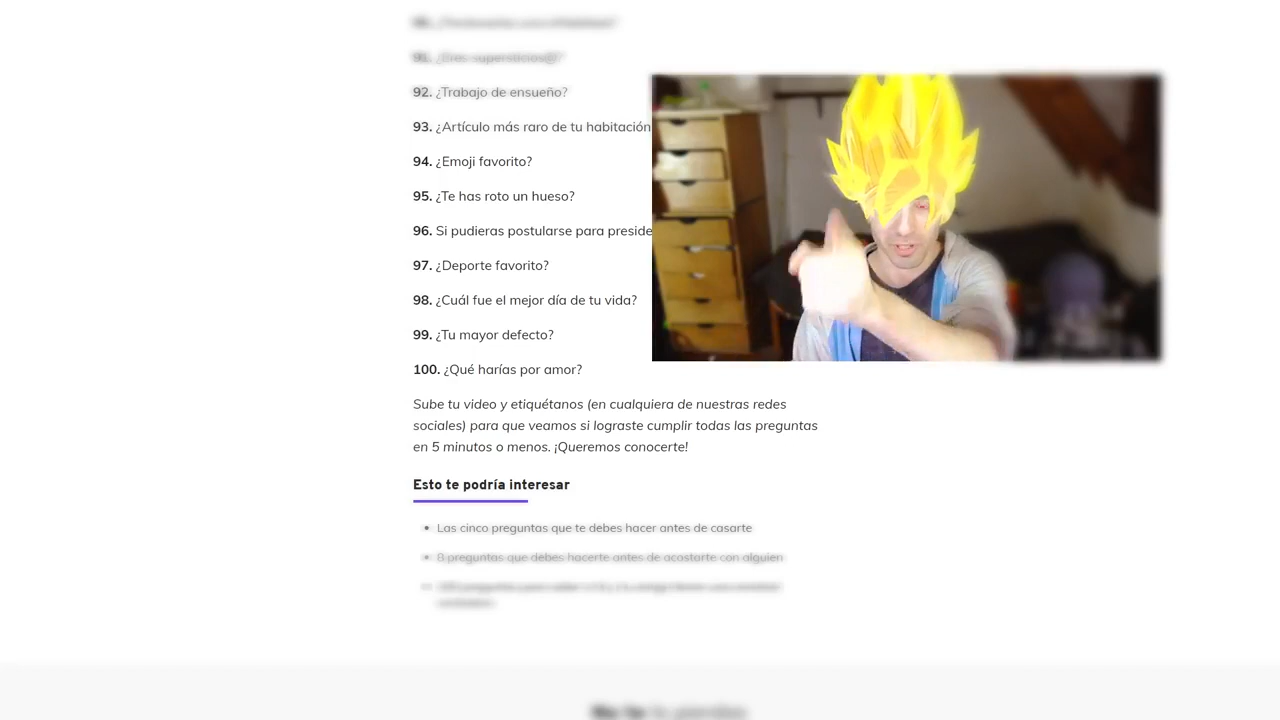 91. ¿Eres supersticios@?
92. ¿Trabajo de ensueño?
93. ¿Artículo más raro de tu habitación
94. ¿Emoji favorito?
95. ¿Te has roto un hueso?
96. Si pudieras postularse para preside
97. ¿Deporte favorito?
98. ¿Cuál fue el mejor día de tu vida?
99. ¿Tu mayor defecto?
100. ¿Qué harías por amor?
Sube tu video y etiquétanos (en cualquiera de nuestras redes
sociales) para que veamos si lograste cumplir todas las preguntas
en 5 minutos o menos. ¡Queremos conocerte!
Esto te podría interesar
• Las cinco preguntas que te debes hacer antes de casarte
• 8 preguntas que debes hacerte antes de acostarte con alguien